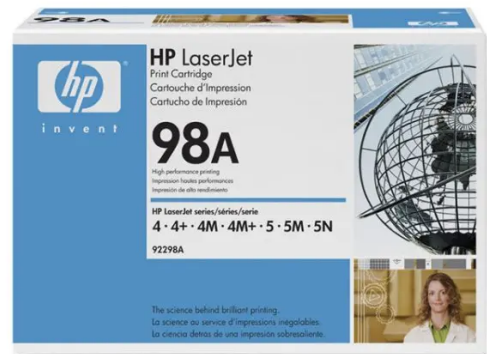 98A
HP LaserJet
Print Cartridge
Cartouche d'Impression
Cartucho de Impresión
hp
invent
98A
High performance printing
Impression hautes performances
Impresión de alto rendimiento
HP LaserJet series/séries/serie
4 · 4+ · 4M · 4M+ · 5 · 5M · 5N
92298A
The science behind brilliant printing.
La science au service d'impressions inégalables.
La ciencia detrás de una impresión sobresaliente.